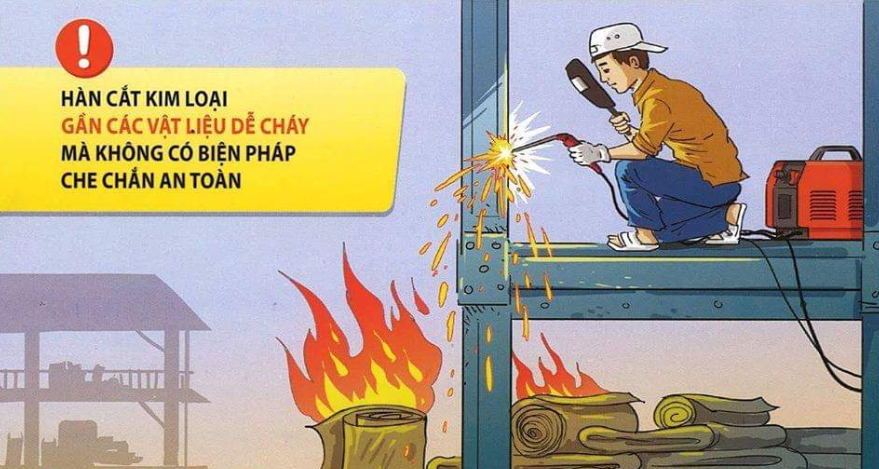 !
HÀN CẮT KIM LOẠI
GẦN CÁC VẬT LIỆU DỄ CHÁY
MÀ KHÔNG CÓ BIỆN PHÁP
CHE CHẮN AN TOÀN